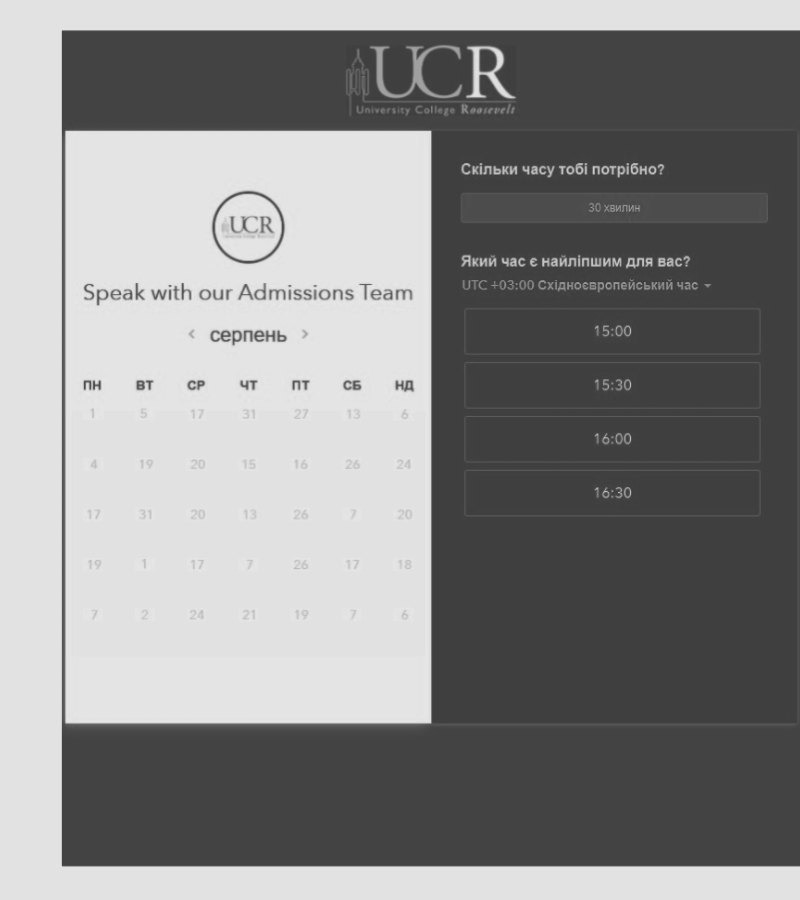 UCR
University College Roosevelt
UCR
Speak with our Admissions Team
‹ серпень ›
ПН ВТ СР ЧТ ПТ СБ НД
1 5 17 31 27 13 6
4 19 20 15 16 26 24
17 31 20 13 26 7 20
19 1 17 7 26 17 18
7 2 24 21 19 7 6
Скільки часу тобі потрібно?
30 хвилин
Який час є найліпшим для вас?
UTC +03:00 Східноєвропейський час
15:00
15:30
16:00
16:30